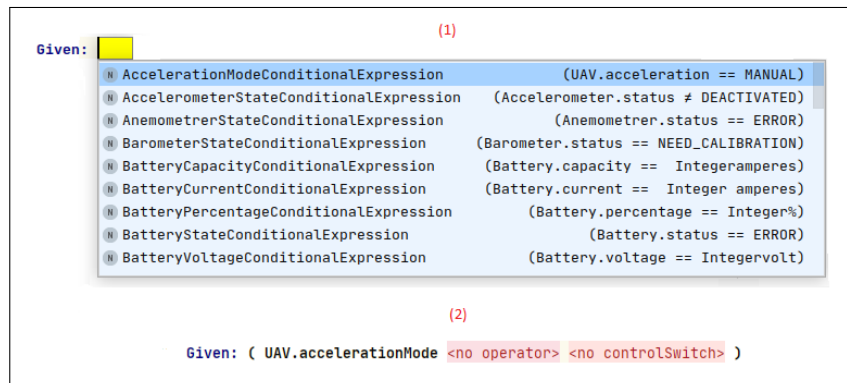 (1)
Given:
N AccelerationModeConditionalExpression (UAV.acceleration == MANUAL)
N AccelerometerStateConditionalExpression (Accelerometer.status ≠ DEACTIVATED)
N AnemometrerStateConditionalExpression (Anemometrer.status == ERROR)
N BarometerStateConditionalExpression (Barometer.status == NEED_CALIBRATION)
N BatteryCapacityConditionalExpression (Battery.capacity == Integeramperes)
N BatteryCurrentConditionalExpression (Battery.current == Integer amperes)
N BatteryPercentageConditionalExpression (Battery.percentage == Integer%)
N BatteryStateConditionalExpression (Battery.status == ERROR)
N BatteryVoltageConditionalExpression (Battery.voltage == Integervolt)
(2)
Given: ( UAV.accelerationMode <no operator> <no controlSwitch> )